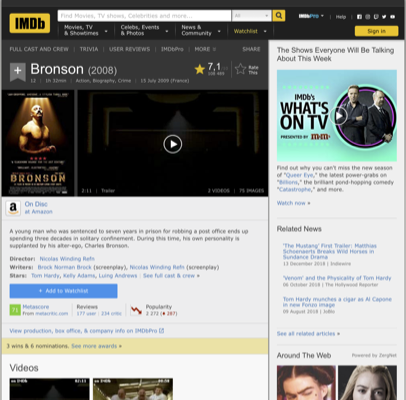 IMDb
Find Movies, TV shows, Celebrities and more...
All
IMDbPro
Help
Movies, TV & Showtimes
Celebs, Events & Photos
News & Community
Watchlist
Sign in
FULL CAST AND CREW | TRIVIA | USER REVIEWS | IMDbPro | MORE
SHARE
Bronson (2008)
7,1
Rate This
12 | 1h 32min | Action, Biography, Crime | 15 July 2009 (France)
BRONSON
2:11 | Trailer
2 VIDEOS | 75 IMAGES
a
On Disc
at Amazon
A young man who was sentenced to seven years in prison for robbing a post office ends up
spending three decades in solitary confinement. During this time, his own personality is
supplanted by his alter-ego, Charles Bronson.
Director: Nicolas Winding Refn
Writers: Brock Norman Brock (screenplay), Nicolas Winding Refn (screenplay)
Stars: Tom Hardy, Kelly Adams, Luing Andrews | See full cast & crew »
+ Add to Watchlist
71
Metascore
From metacritic.com
Reviews
177 user | 234 critic
Popularity
2 272
View production, box office, & company info on IMDbPro
3 wins & 6 nominations. See more awards »
Videos
The Shows Everyone Will Be Talking
About This Week
IMDb's
WHAT'S
ON TV
PRESENTED BY
Find out why you can't miss the new season
of "Queer Eye," the latest power-grabs on
"Billions," the brilliant pond-hopping comedy
"Catastrophe," and more.
Watch now »
Related News
'The Mustang' First Trailer: Matthias
Schoenaerts Breaks Wild Horses in
Sundance Drama
13 December 2018 | Indiewire
'Venom' and the Physicality of Tom Hardy
08 October 2018 | The Hollywood Reporter
Tom Hardy munches a cigar as Al Capone
in new Fonzo image
09 August 2018 | JoBlo
See all related articles »
Around The Web
Powered by ZergNet